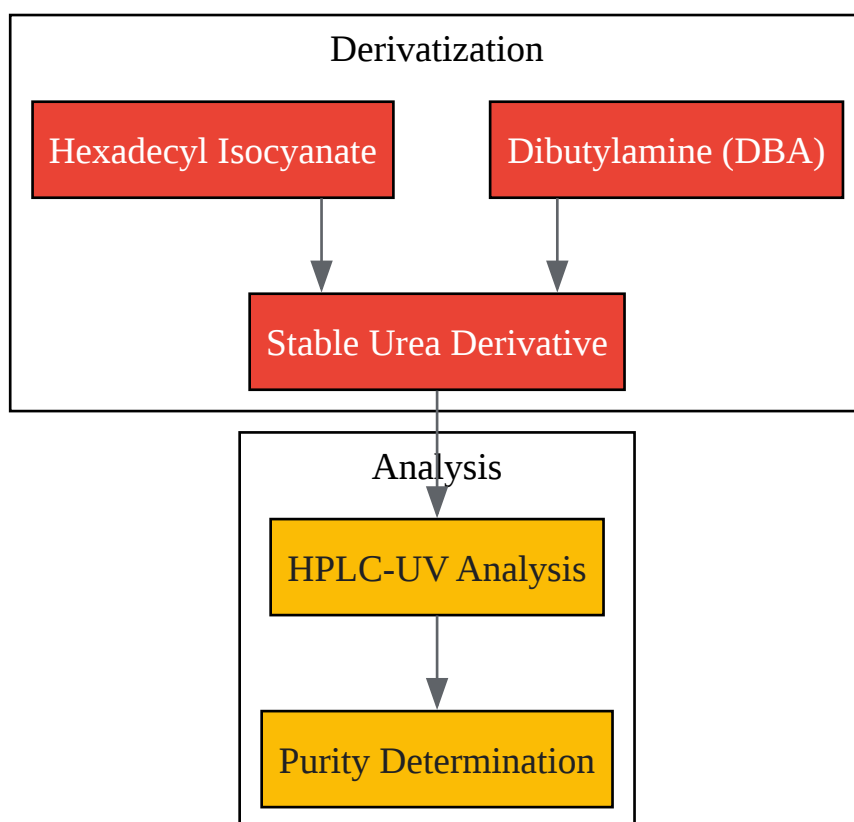 Derivatization
Hexadecyl Isocyanate
Dibutylamine (DBA)
Stable Urea Derivative
Analysis
HPLC-UV Analysis
Purity Determination